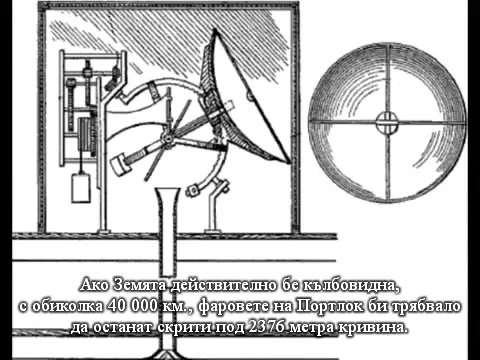 Ако Земята действително бе кълбовидна,
с обиколка 40 000 км., фаровете на Портлок би трябвало
да останат скрити под 2376 метра кривина.